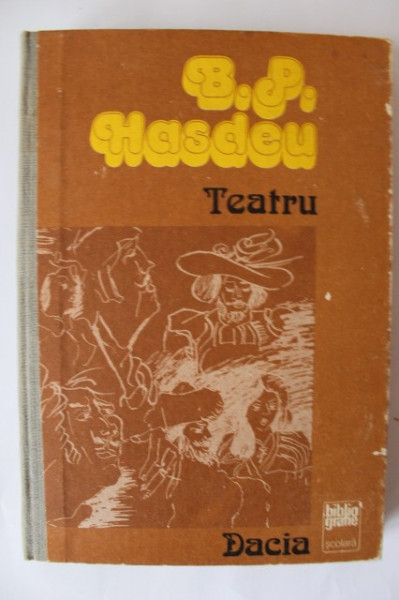 B. P.
Hasdeu
Teatru
biblio
grafie
școlară
Dacia